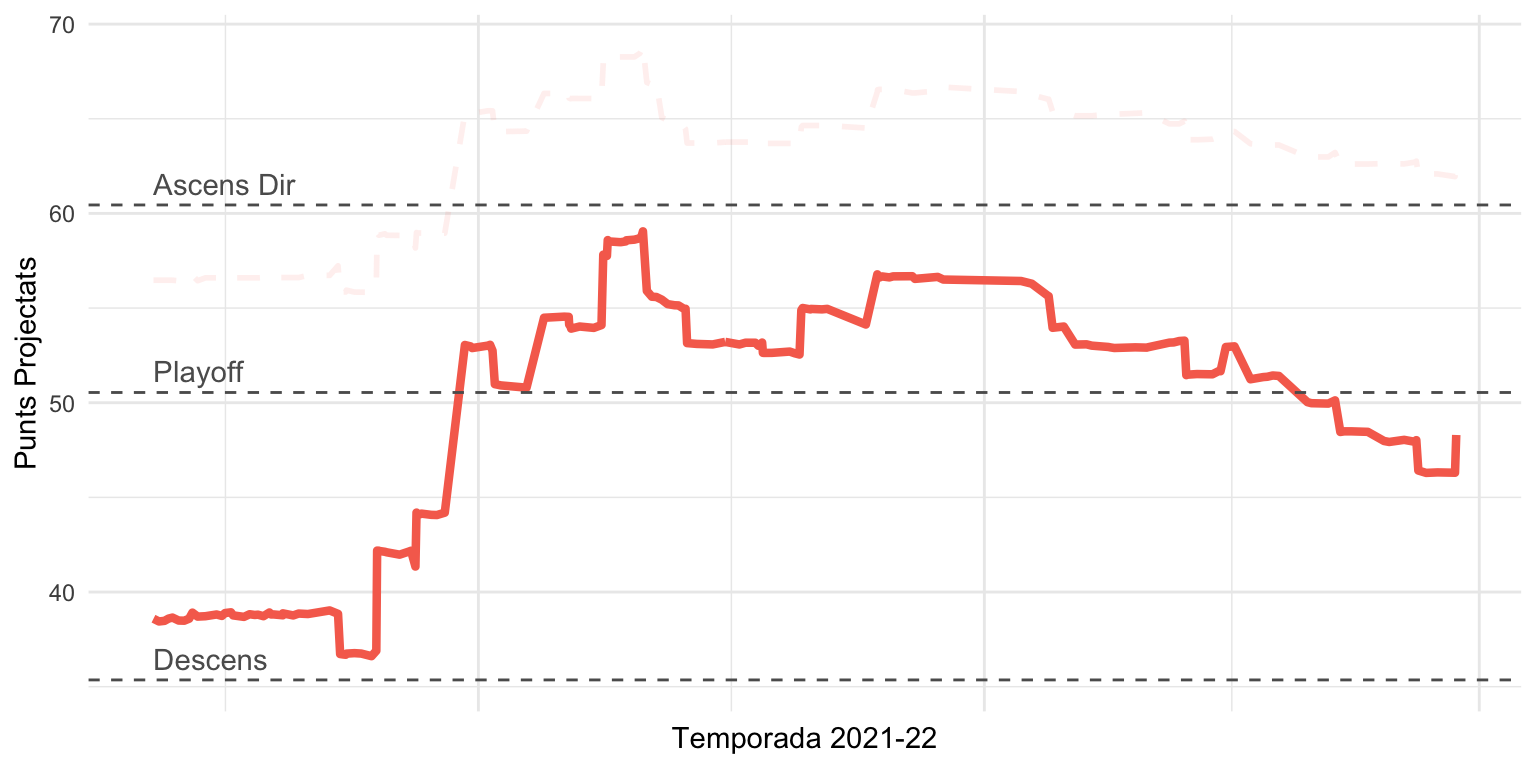 70
Ascens Dir
60
Playoff
50
40
Descens
Punts Projectats
Temporada 2021-22